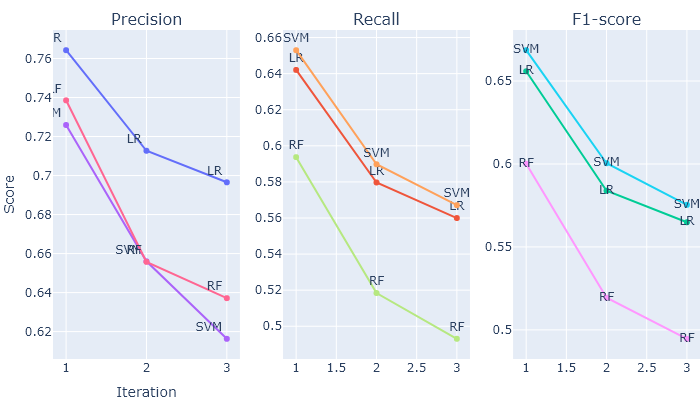 Precision
Recall
F1-score
Score
0.76
0.74
0.72
0.7
0.68
0.66
0.64
0.62
R
LR
LR
RF
RF
RF
M
SVM
SVM
1
2
3
Iteration
0.66
0.64
0.62
0.6
0.58
0.56
0.54
0.52
0.5
SVM
SVM
SVM
LR
LR
LR
RF
RF
RF
1
1.5
2
2.5
3
0.65
0.6
0.55
0.5
SVM
SVM
SVM
LR
LR
LR
RF
RF
RF
1
1.5
2
2.5
3